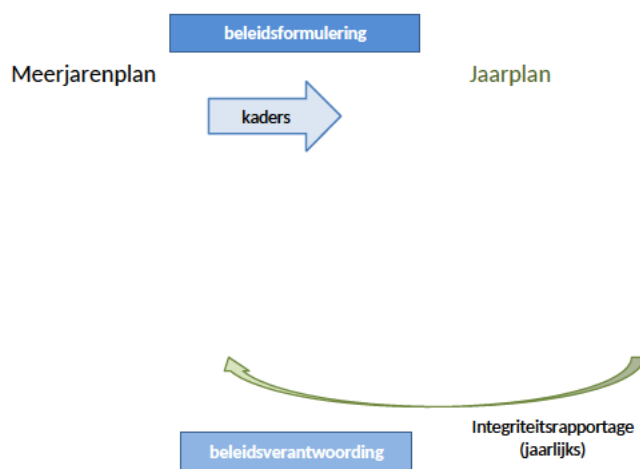 beleidsformulering
Meerjarenplan
Jaarplan
kaders
Integriteitsrapportage
(jaarlijks)
beleidsverantwoording